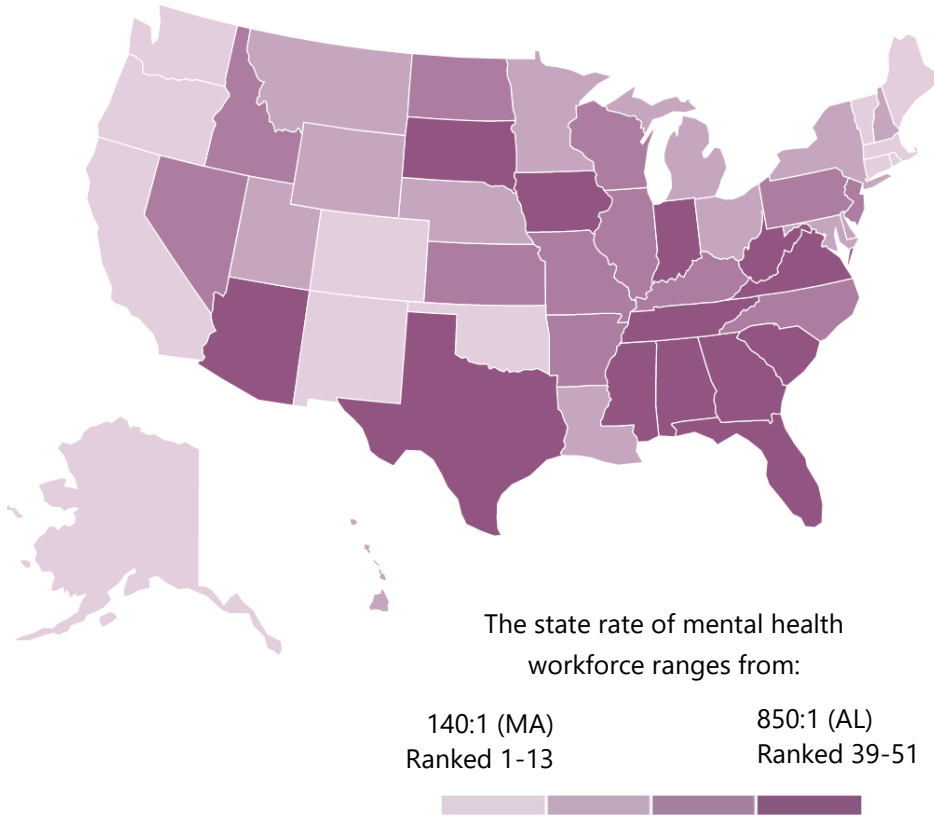 The state rate of mental health
workforce ranges from:
140:1 (MA)
Ranked 1-13
850:1 (AL)
Ranked 39-51